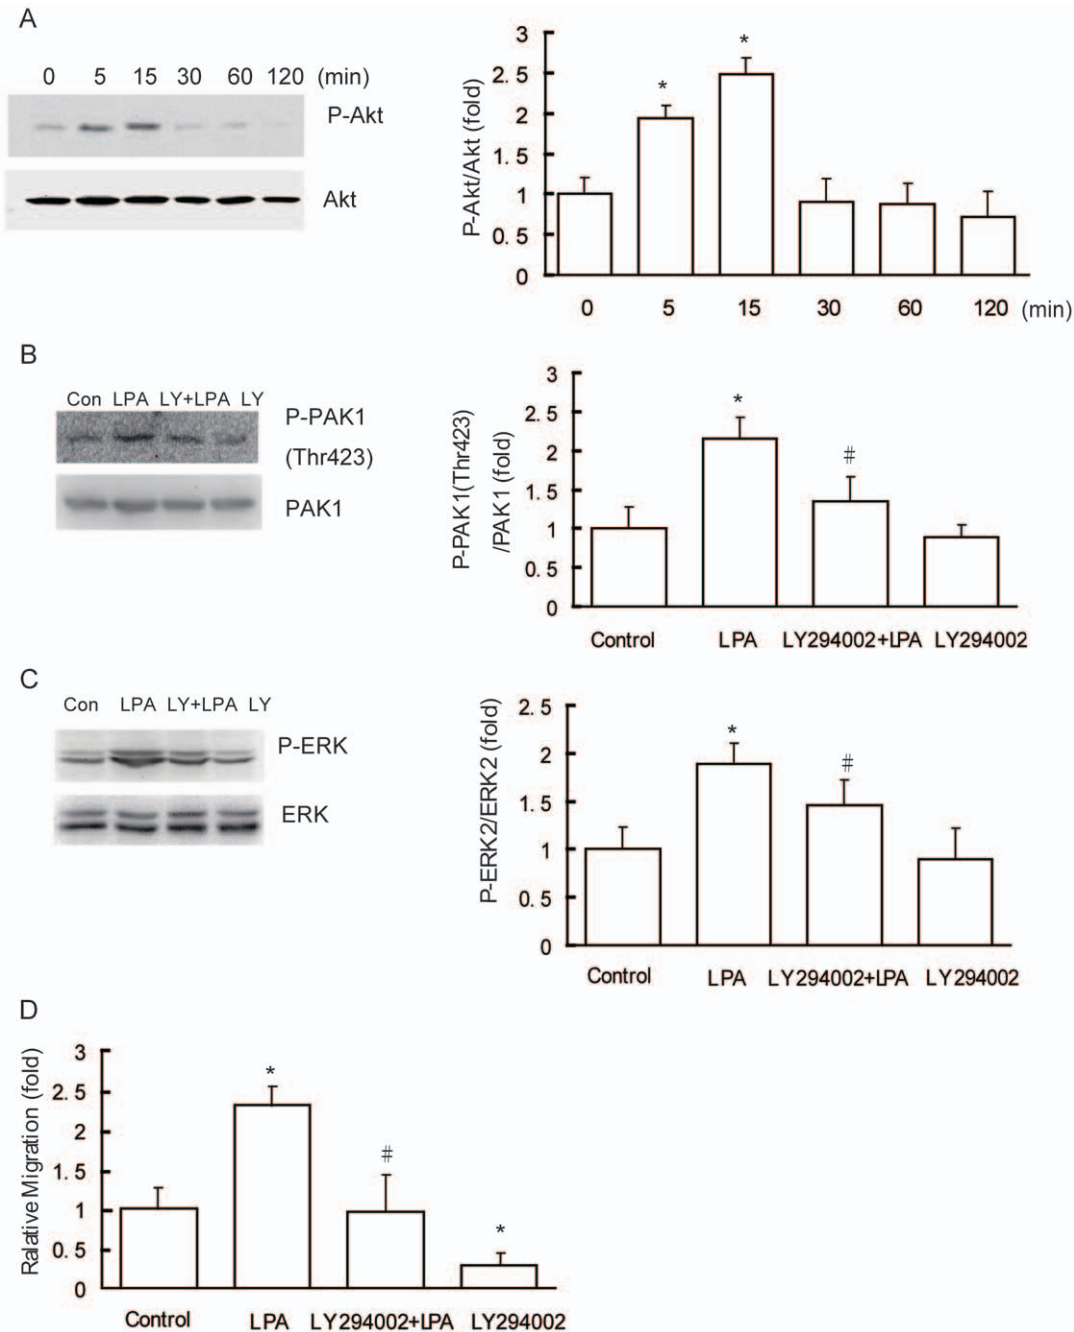 A
0 5 15 30 60 120 (min)
P-Akt
Akt
P-Akt/Akt (fold)
3
2. 5
2
1. 5
1
0. 5
0
* *
0 5 15 30 60 120 (min)
B
Con LPA LY+LPA LY
P-PAK1
(Thr423)
PAK1
P-PAK1(Thr423)
/PAK1 (fold)
3
2. 5
2
1. 5
1
0. 5
0
* #
Control LPA LY294002+LPA LY294002
C
Con LPA LY+LPA LY
P-ERK
ERK
P-ERK2/ERK2 (fold)
2. 5
2
1. 5
1
0. 5
0
* #
Control LPA LY294002+LPA LY294002
D
Ralative Migration (fold)
3
2. 5
2
1. 5
1
0. 5
0
* # *
Control LPA LY294002+LPA LY294002